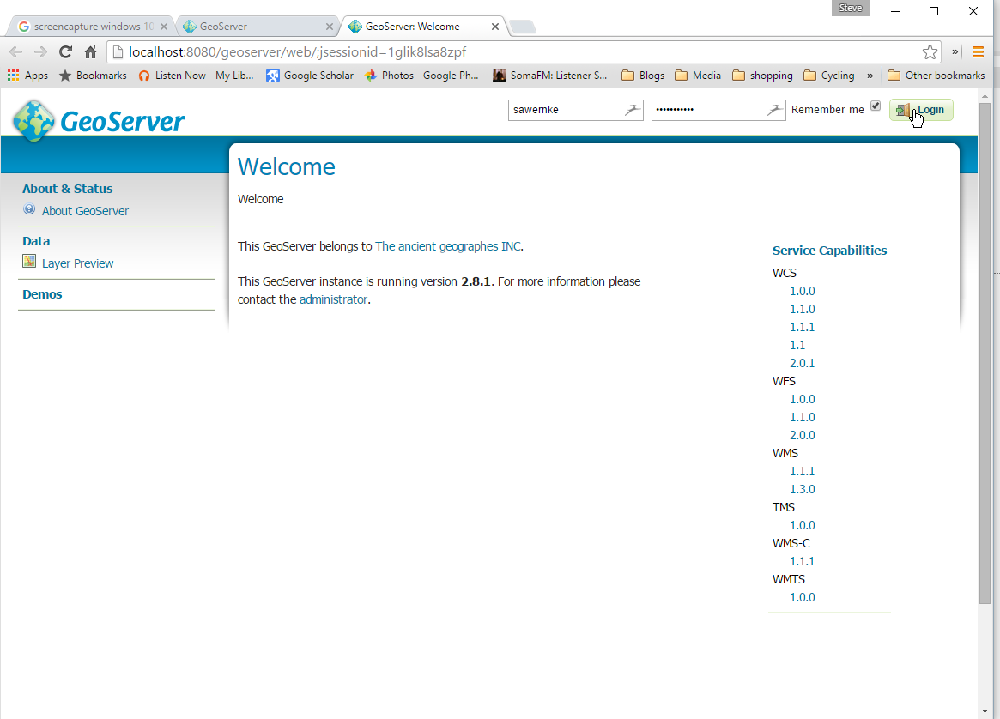 Steve
screencapture windows 10
GeoServer
GeoServer: Welcome
localhost:8080/geoserver/web/;jsessionid=1glik8lsa8zpf
Apps Bookmarks Listen Now - My Lib... Google Scholar Photos - Google Ph... SomaFM: Listener S... Blogs Media shopping Cycling » Other bookmarks
GeoServer
sawernke ••••••••••• Remember me Login
Welcome
About & Status
About GeoServer
Data
Layer Preview
Demos
Welcome
This GeoServer belongs to The ancient geographes INC.
This GeoServer instance is running version 2.8.1. For more information please
contact the administrator.
Service Capabilities
WCS
1.0.0
1.1.0
1.1.1
1.1
2.0.1
WFS
1.0.0
1.1.0
2.0.0
WMS
1.1.1
1.3.0
TMS
1.0.0
WMS-C
1.1.1
WMTS
1.0.0